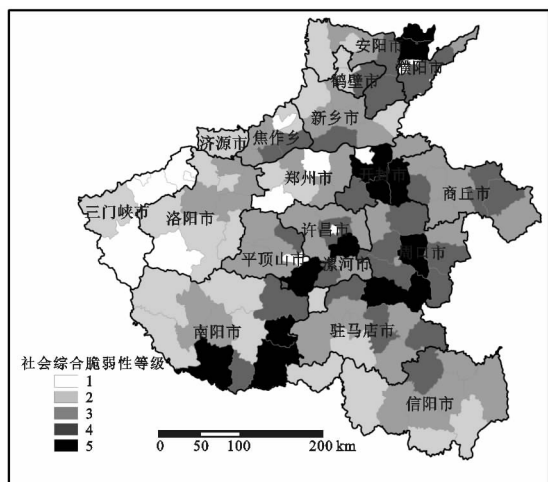 安阳市
濮阳市
鹤壁市
新乡市
焦作乡
济源市
郑州市
开封市
商丘市
三门峡市
洛阳市
许昌市
平顶山市
漯河市
周口市
南阳市
驻马店市
信阳市
社会综合脆弱性等级
1
2
3
4
5
0 50 100 200 km